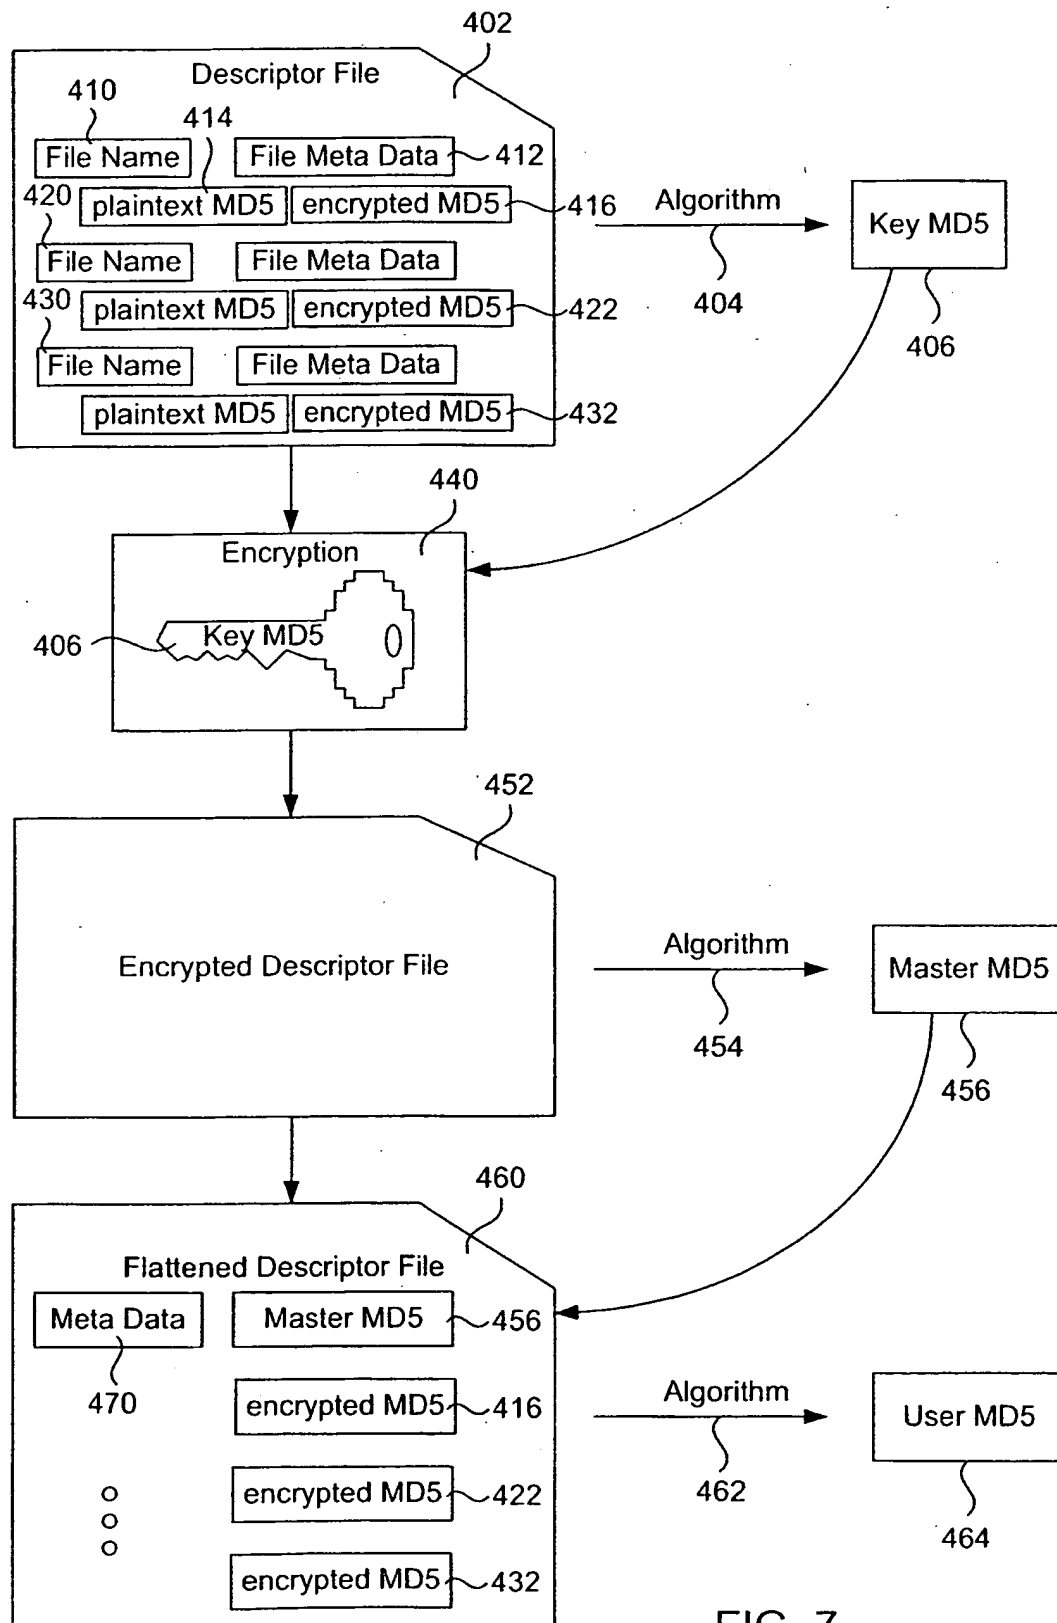 402
Descriptor File
410
414
File Name
File Meta Data
412
420
plaintext MD5
encrypted MD5
416
Algorithm
404
Key MD5
406
File Name
File Meta Data
430
plaintext MD5
encrypted MD5
422
File Name
File Meta Data
plaintext MD5
encrypted MD5
432
440
Encryption
406
Key MD5
452
Encrypted Descriptor File
Algorithm
454
Master MD5
456
460
Flattened Descriptor File
Meta Data
Master MD5
456
470
encrypted MD5
416
Algorithm
462
User MD5
464
encrypted MD5
422
encrypted MD5
432
FIG. 7